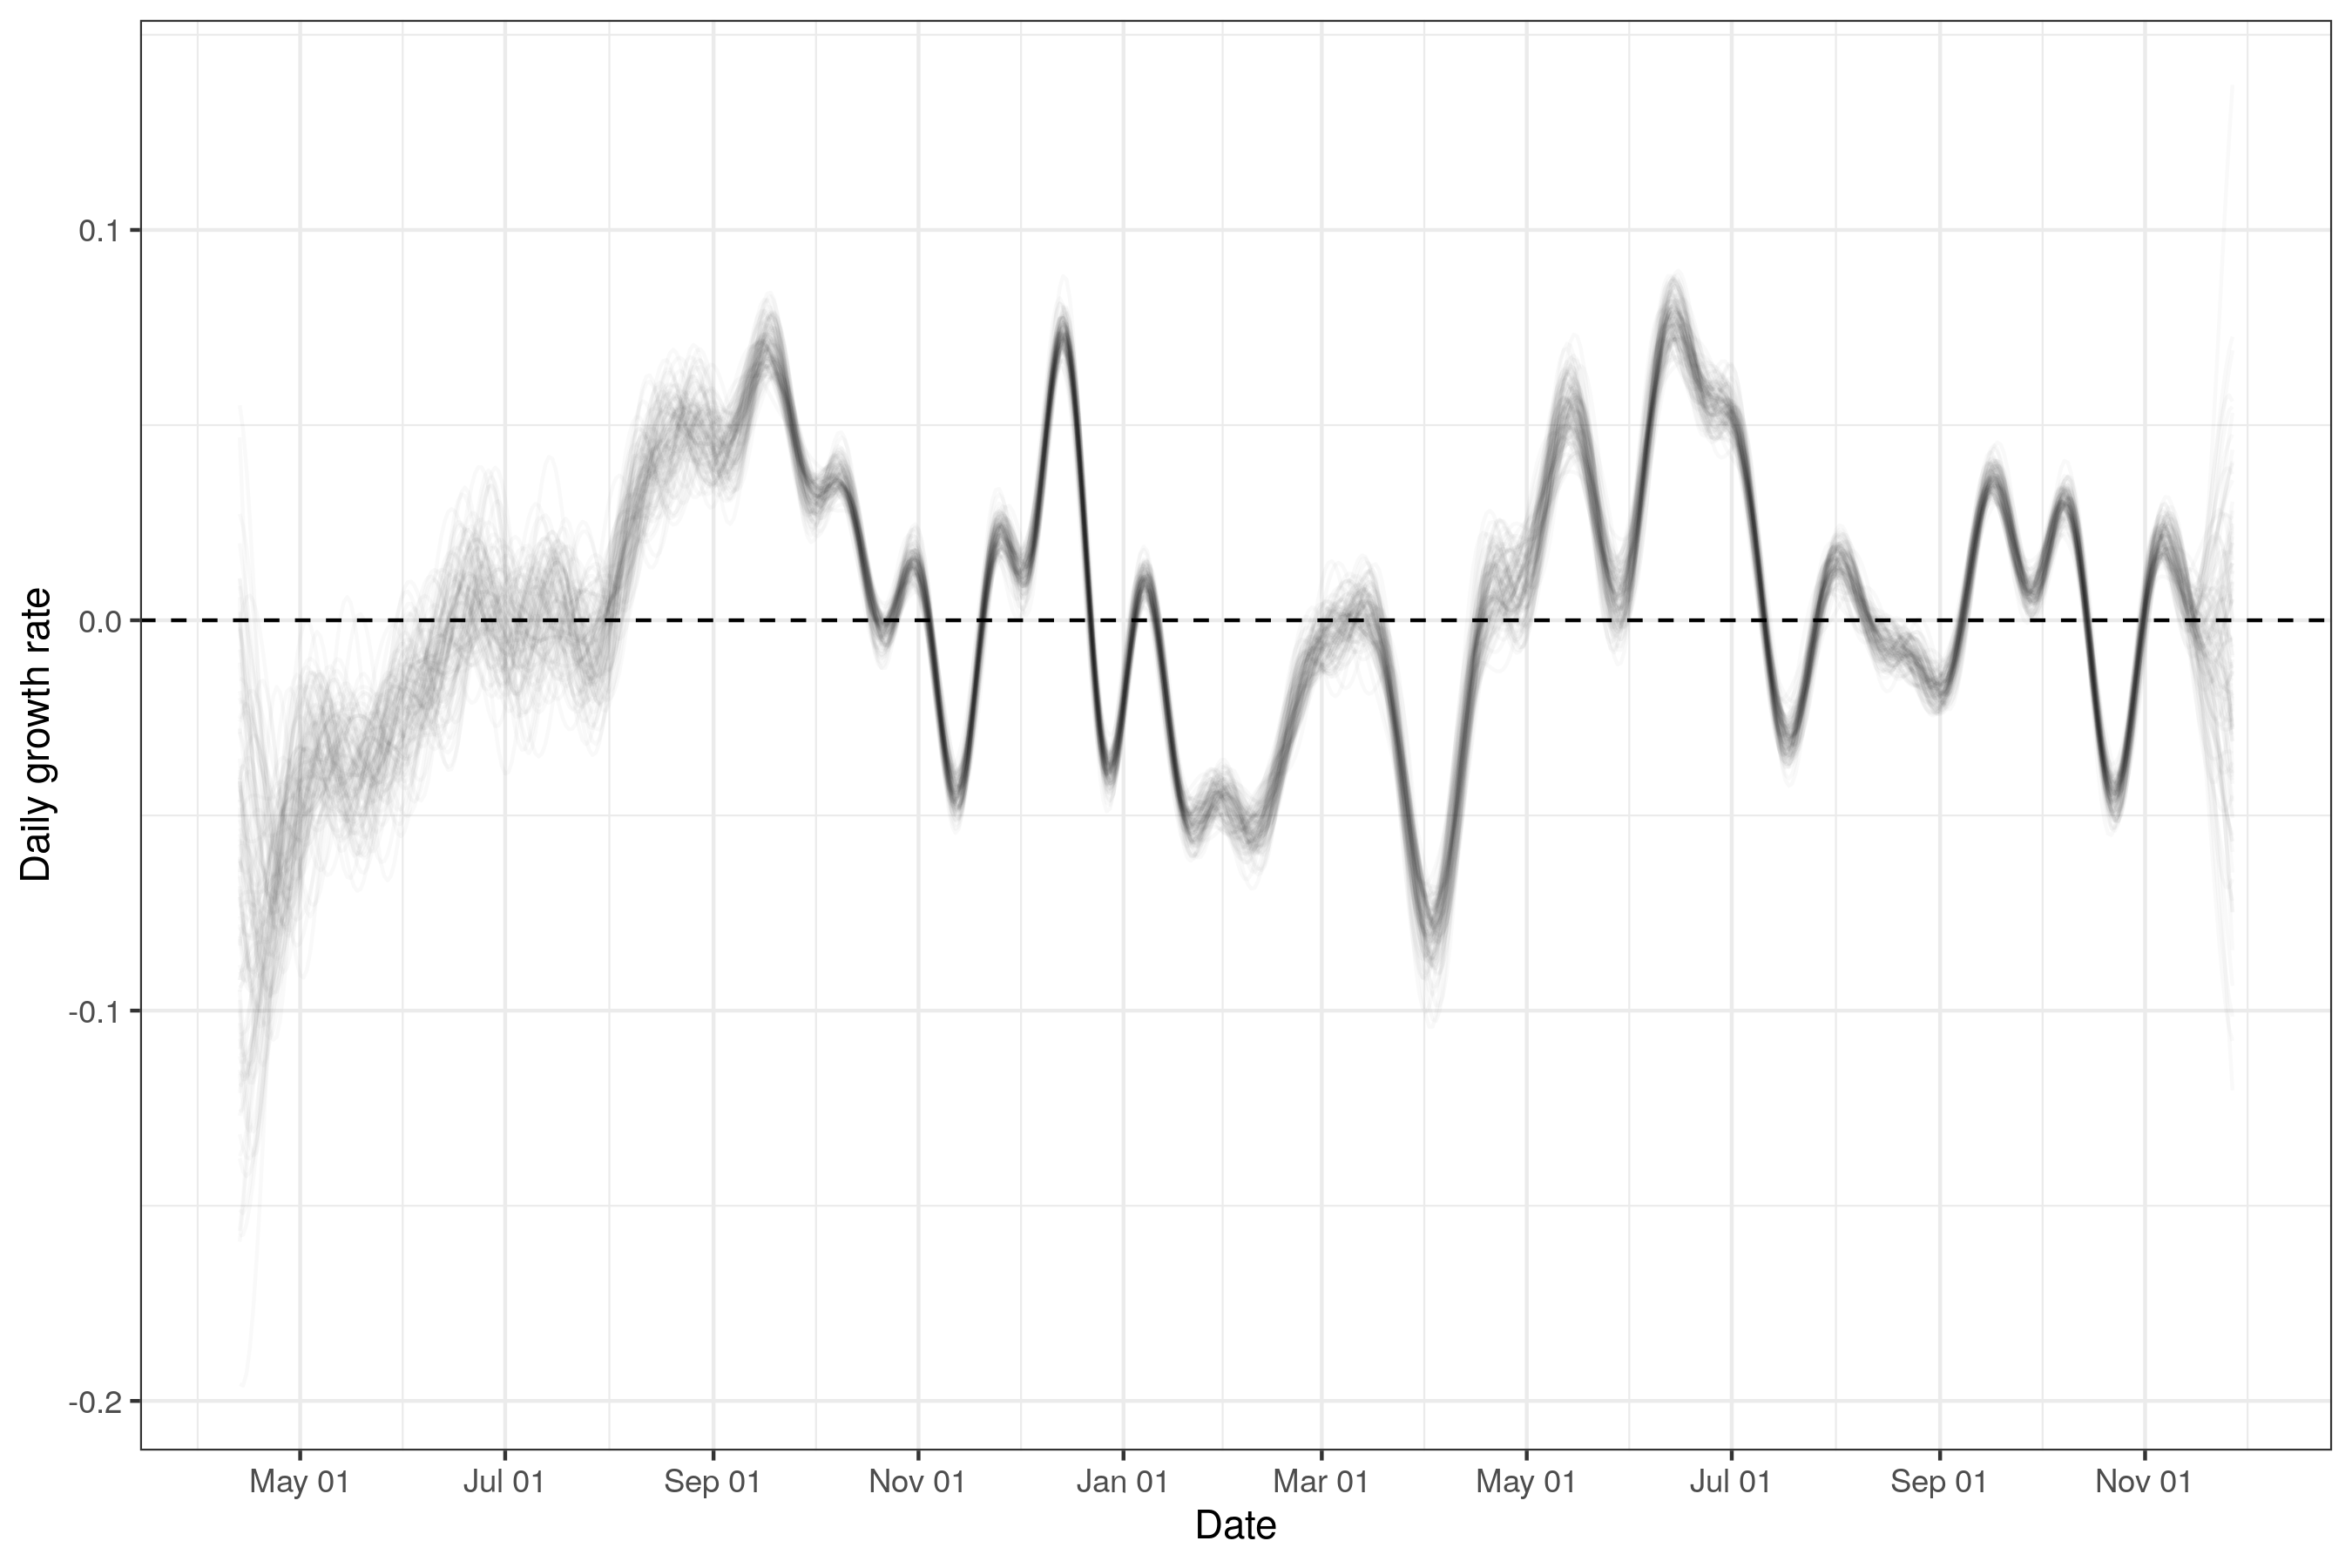 Daily growth rate
0.1
0.0
-0.1
-0.2
May 01 Jul 01 Sep 01 Nov 01 Jan 01 Mar 01 May 01 Jul 01 Sep 01 Nov 01
Date